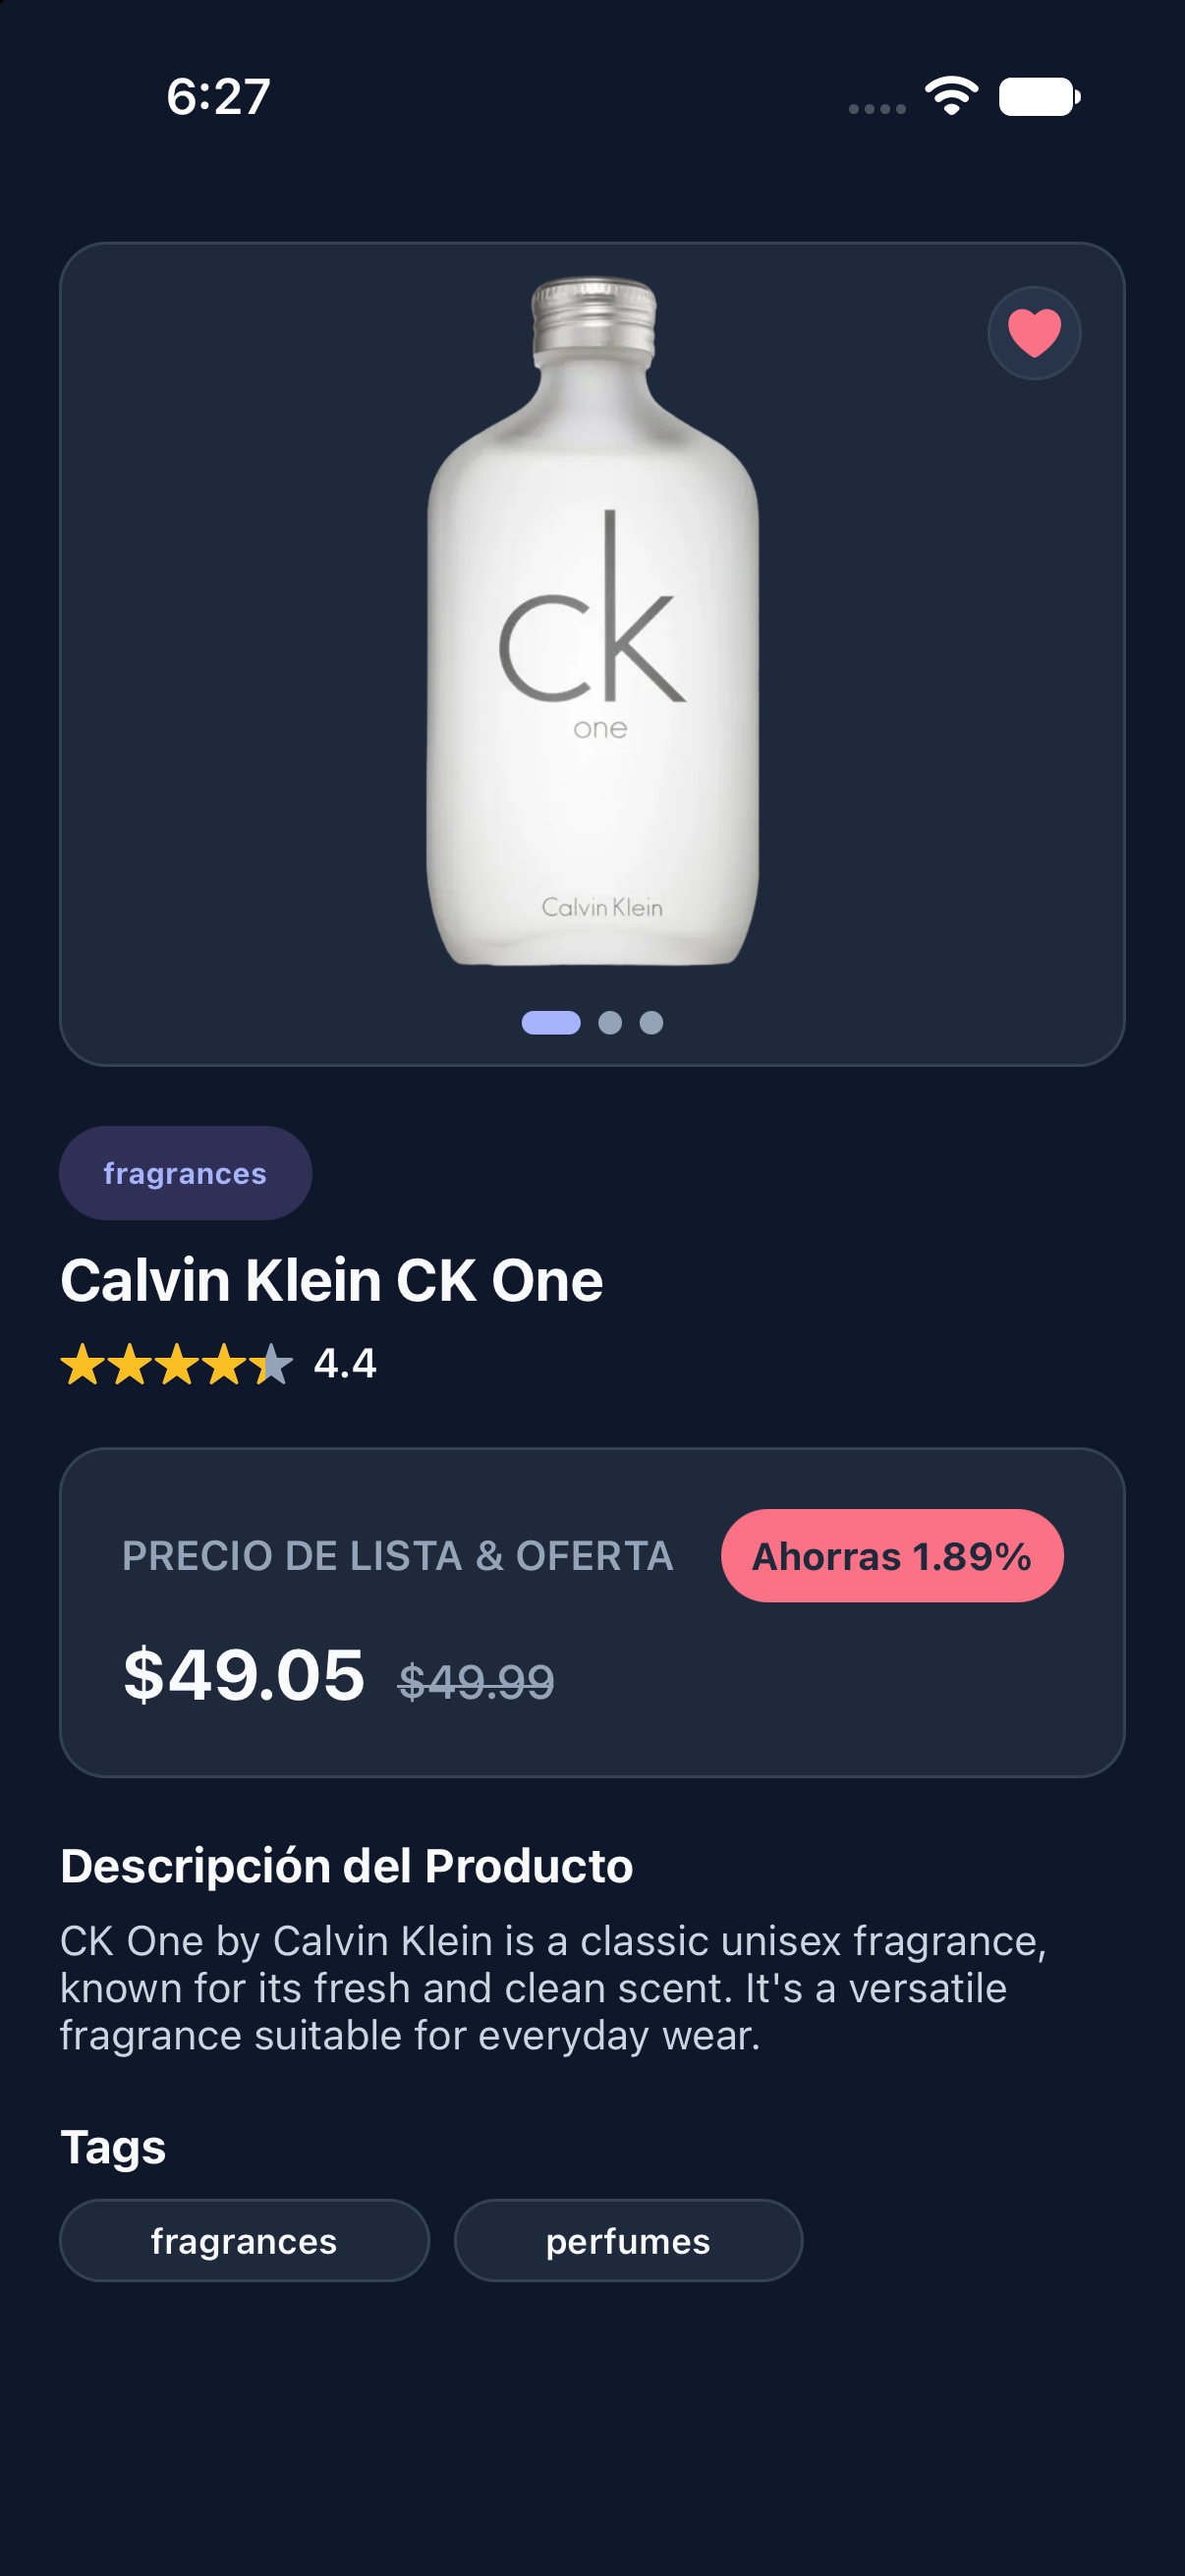 6:27
ck
one
Calvin Klein
fragrances
Calvin Klein CK One
4.4
PRECIO DE LISTA & OFERTA
Ahorras 1.89%
$49.05 $49.99
Descripción del Producto
CK One by Calvin Klein is a classic unisex fragrance,
known for its fresh and clean scent. It's a versatile
fragrance suitable for everyday wear.
Tags
fragrances
perfumes